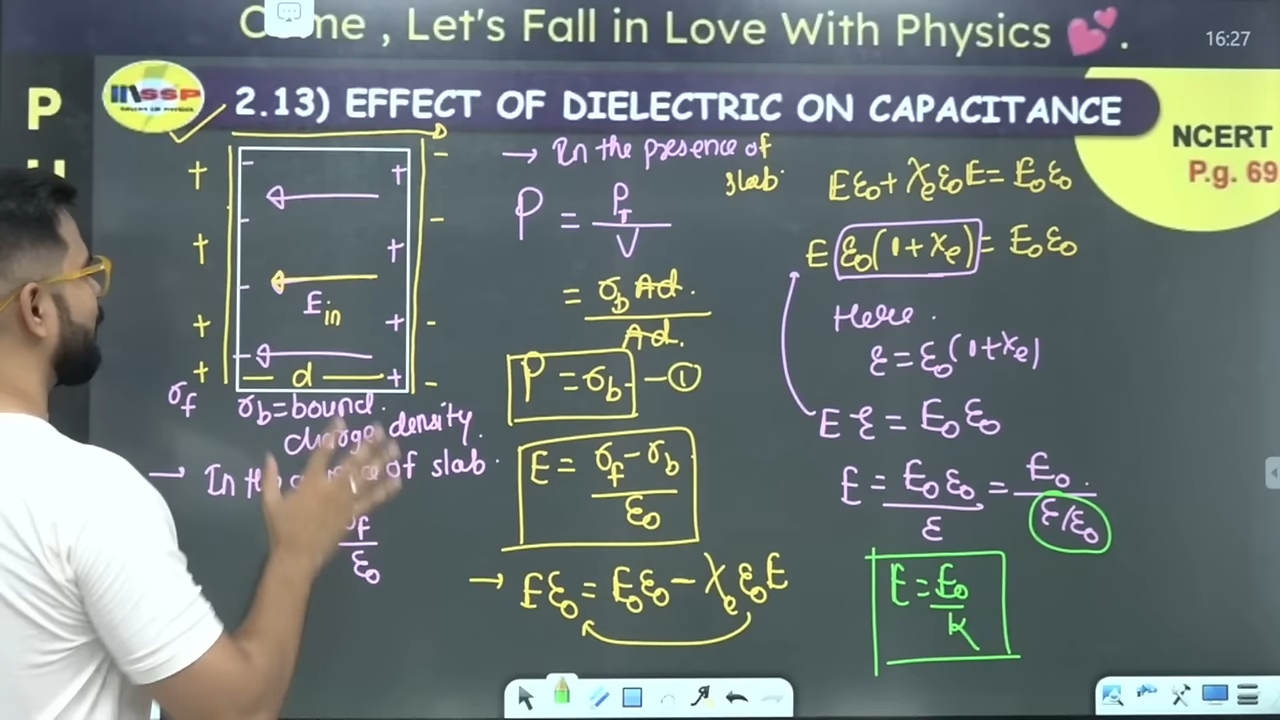 Come , Let's Fall in Love With Physics 💕 .
16:27
P
2.13) EFFECT OF DIELECTRIC ON CAPACITANCE
NCERT
P.g. 69
+ + + +
- - - -
+ + + +
- - - -
E_in
d
σ_f
σ_b = bound
charge density.
→ In the of slab.
σ_f / ε₀
→ In the presence of
slab.
P = P_T / V
= σ_b Ad. / Ad.
P = σ_b —①
E = σ_f - σ_b / ε₀
→ Eε₀ = E₀ε₀ - χ_e ε₀E
Eε₀ + χ_e ε₀E = E₀ε₀
E ε₀(1+χ_e) = E₀ε₀
Here.
ε = ε₀(1+χ_e)
E ε = E₀ε₀
E = E₀ε₀ / ε = E₀ / ε/ε₀
E = E₀ / K